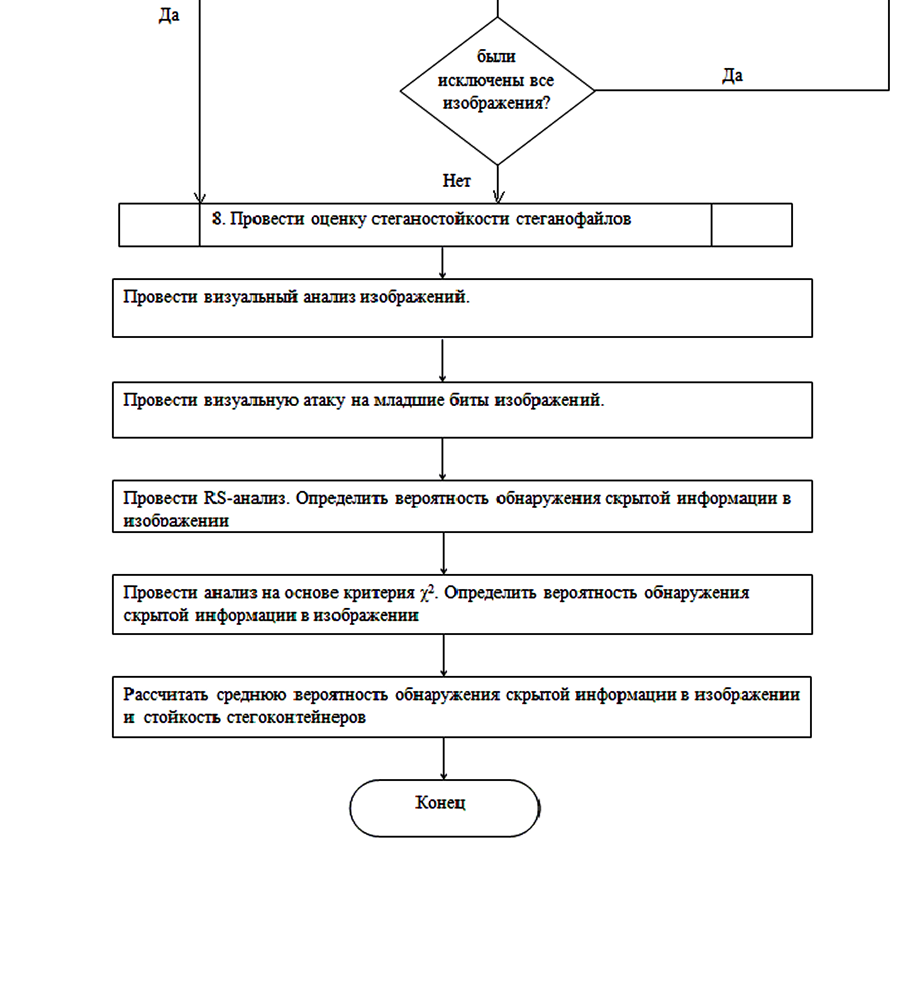 Да
были
исключены все
изображения?
Да
Нет
8. Провести оценку стеганостойкости стеганофайлов
Провести визуальный анализ изображений.
Провести визуальную атаку на младшие биты изображений.
Провести RS-анализ. Определить вероятность обнаружения скрытой информации в
изображении
Провести анализ на основе критерия χ². Определить вероятность обнаружения
скрытой информации в изображении
Рассчитать среднюю вероятность обнаружения скрытой информации в изображении
и стойкость стегоконтейнеров
Конец